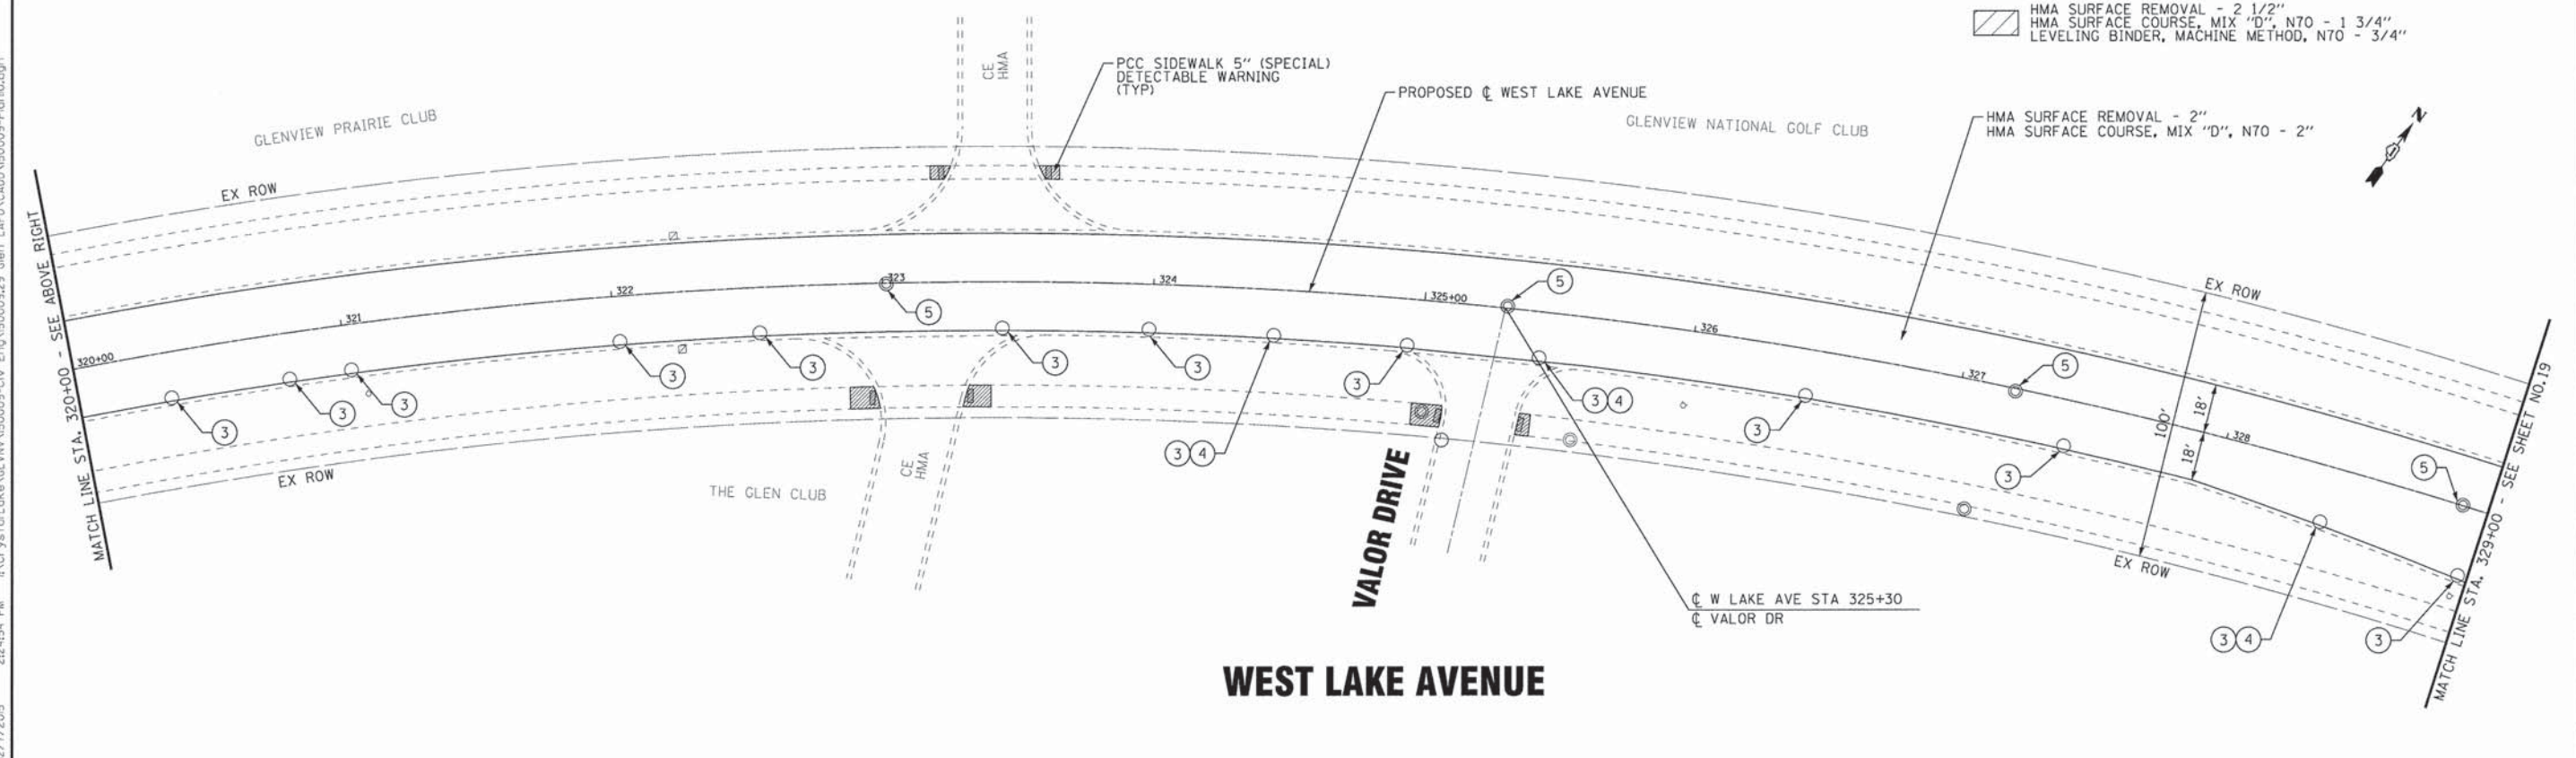 HMA SURFACE REMOVAL - 2 1/2"
HMA SURFACE COURSE, MIX "D", N70 - 1 3/4"
LEVELING BINDER, MACHINE METHOD, N70 - 3/4"
CE
HMA
PCC SIDEWALK 5" (SPECIAL)
DETECTABLE WARNING
(TYP)
PROPOSED ℄ WEST LAKE AVENUE
GLENVIEW PRAIRIE CLUB
GLENVIEW NATIONAL GOLF CLUB
HMA SURFACE REMOVAL - 2"
HMA SURFACE COURSE, MIX "D", N70 - 2"
N
EX ROW
EX ROW
MATCH LINE STA. 320+00 - SEE ABOVE RIGHT
320+00
321
322
323
324
325+00
326
327
328
5
5
5
5
3
3
3
3
3
3
3
3 4
3
3 4
3
3
3 4
3
18'
18'
100'
EX ROW
EX ROW
THE GLEN CLUB
CE
HMA
VALOR DRIVE
℄ W LAKE AVE STA 325+30
℄ VALOR DR
MATCH LINE STA. 329+00 - SEE SHEET NO.19
WEST LAKE AVENUE